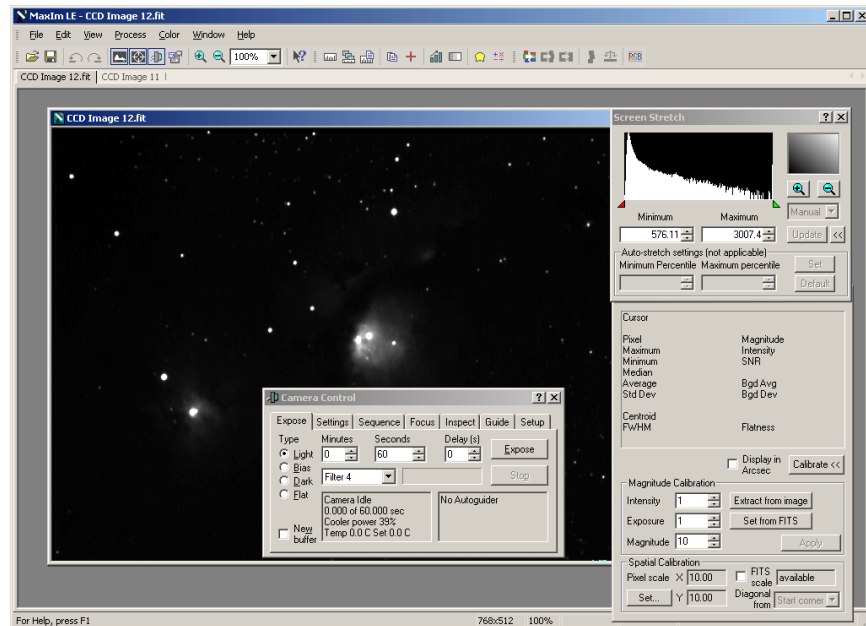 MaxIm LE - CCD Image 12.fit
File Edit View Process Color Window Help
100%
RGB
CCD Image 12.fit CCD Image 11
CCD Image 12.fit
Screen Stretch
Minimum Maximum
Manual
576.11 3007.4 Update <<
Auto-stretch settings (not applicable)
Minimum Percentile Maximum percentile Set
Default
Cursor
Pixel Magnitude
Maximum Intensity
Minimum SNR
Median
Average Bgd Avg
Std Dev Bgd Dev
Centroid
FWHM Flatness
Display in Arcsec Calibrate <<
Magnitude Calibration
Intensity 1 Extract from image
Exposure 1 Set from FITS
Magnitude 10 Apply
Spatial Calibration
Pixel scale X 10.00 FITS scale available
Set... Y 10.00 Diagonal from Start corner
Camera Control
Expose Settings Sequence Focus Inspect Guide Setup
Type Minutes Seconds Delay (s)
Light 0 60 0 Expose
Bias
Dark Filter 4 Stop
Flat
Camera Idle
0.000 of 60.000 sec
Cooler power 39%
Temp 0.0 C Set 0.0 C
No Autoguider
New buffer
For Help, press F1 768x512 100%